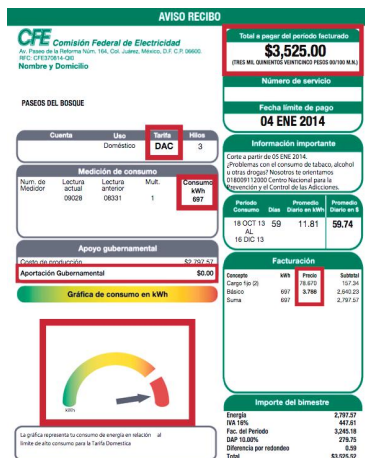 AVISO RECIBO
CFE Comisión Federal de Electricidad
Av. Paseo de la Reforma Núm. 164, Col. Juárez, México, D.F. C.P. 06600.
RFC: CFE370814-QI0
Nombre y Domicilio
PASEOS DEL BOSQUE
Total a pagar del periodo facturado
$3,525.00
(TRES MIL QUINIENTOS VEINTICINCO PESOS 00/100 M.N.)
Número de servicio
Fecha límite de pago
04 ENE 2014
Cuenta Uso Tarifa Hilos
Doméstico DAC 3
Medición de consumo
Num. de Medidor Lectura actual Lectura anterior Mult. Consumo kWh
09028 08331 1 697
Información importante
Corte a partir de 05 ENE 2014.
¿Problemas con el consumo de tabaco, alcohol
u otras drogas? Nosotros te orientamos
018009112000 Centro Nacional para la
Prevención y el Control de las Adicciones.
Periodo Consumo Días Promedio Diario en kWh Promedio Diario en $
18 OCT 13 AL 16 DIC 13 59 11.81 59.74
Apoyo gubernamental
Costo de producción $2,797.57
Aportación Gubernamental $0.00
Gráfica de consumo en kWh
kWh
La gráfica representa tu consumo de energía en relación al
límite de alto consumo para la Tarifa Domestica
Facturación
Concepto kWh Precio Subtotal
Cargo fijo (2) 78.670 157.34
Básico 697 3.788 2,640.23
Suma 697 2,797.57
Importe del bimestre
Energía 2,797.57
IVA 16% 447.61
Fac. del Periodo 3,245.18
DAP 10.00% 279.75
Diferencia por redondeo 0.59
Total $3,525.52